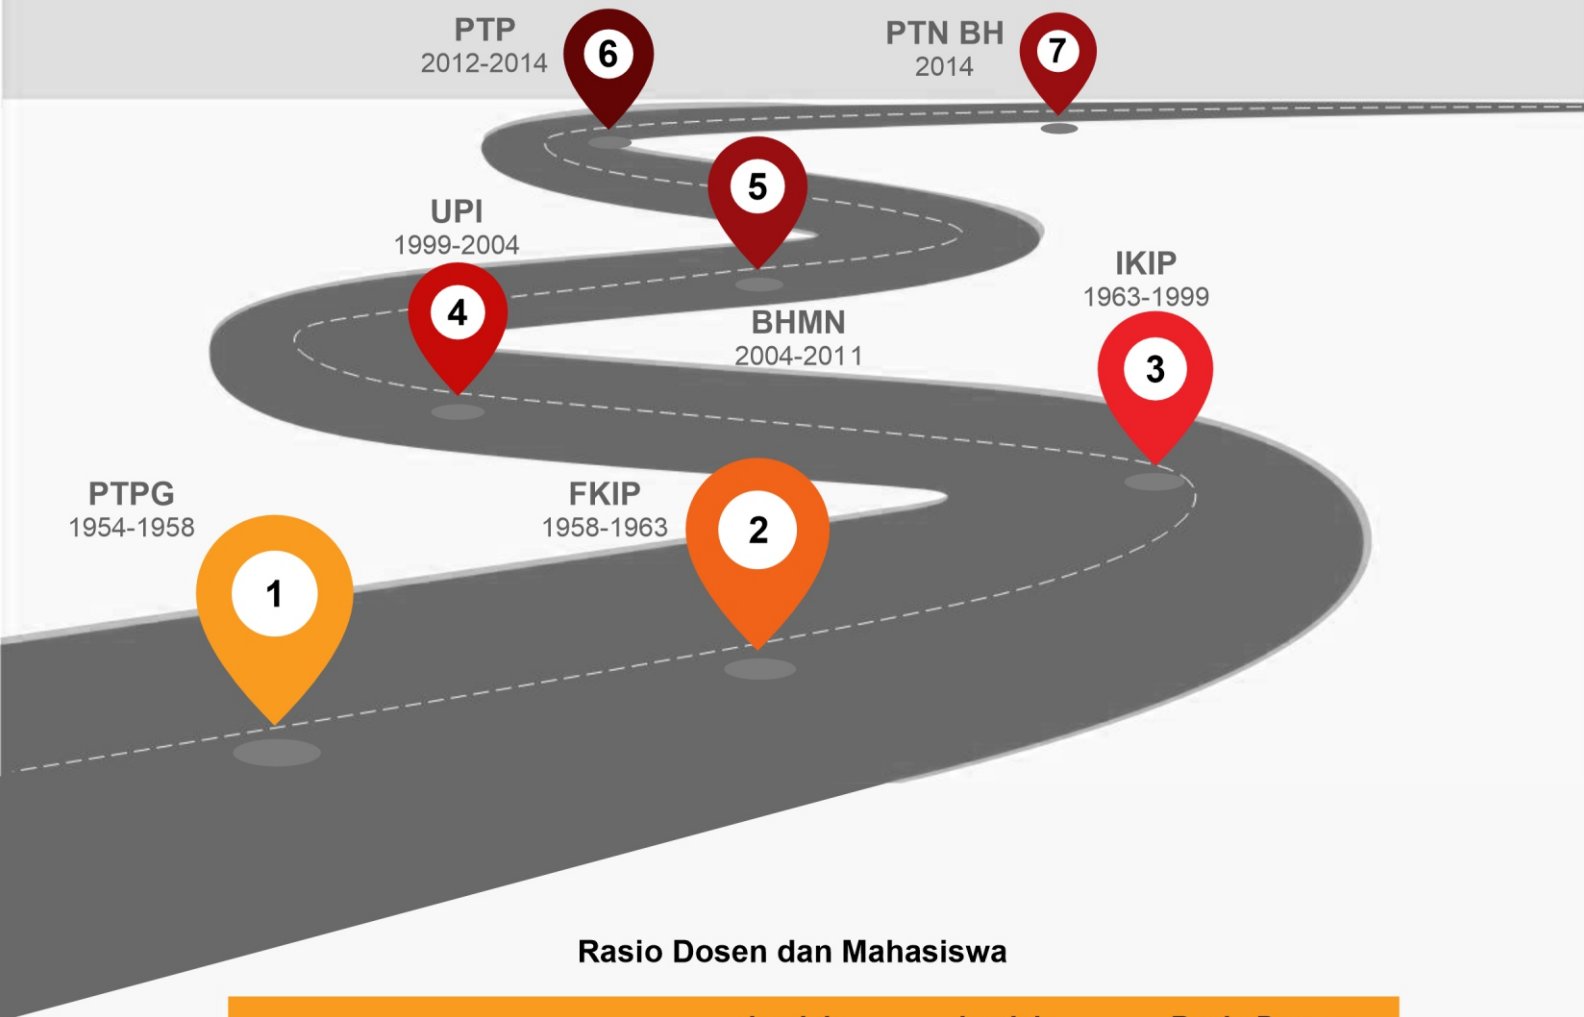 PTP
2012-2014
6
PTN BH
2014
7
5
UPI
1999-2004
4
BHMN
2004-2011
IKIP
1963-1999
3
PTPG
1954-1958
1
FKIP
1958-1963
2
Rasio Dosen dan Mahasiswa